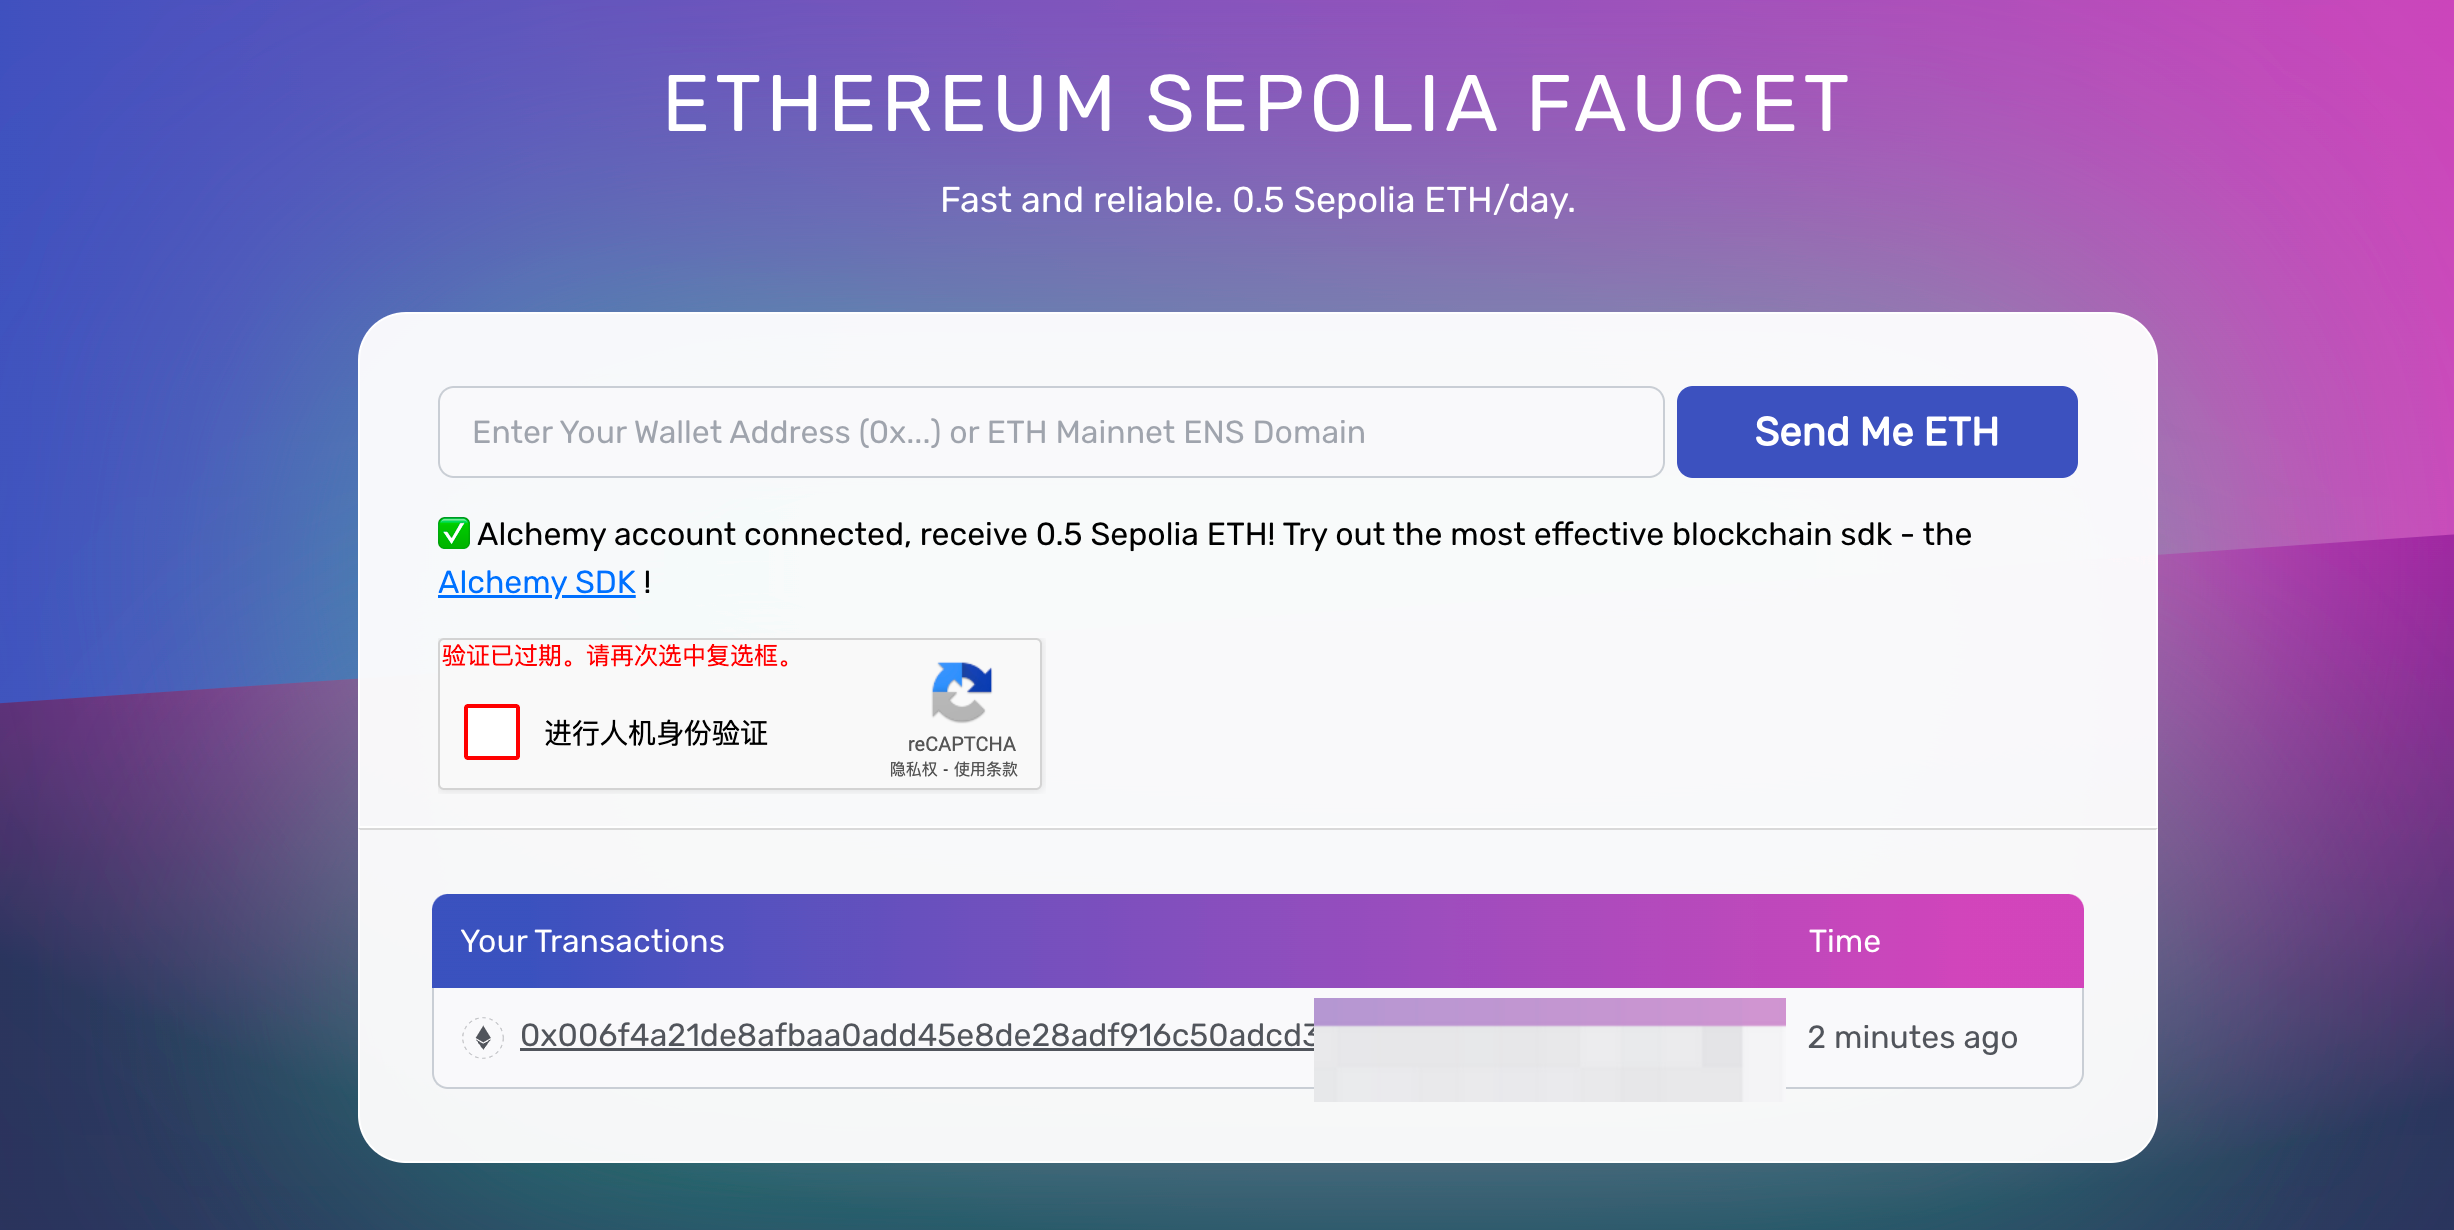 ETHEREUM SEPOLIA FAUCET
Fast and reliable. 0.5 Sepolia ETH/day.
Enter Your Wallet Address (0x...) or ETH Mainnet ENS Domain
Send Me ETH
✅ Alchemy account connected, receive 0.5 Sepolia ETH! Try out the most effective blockchain sdk - the
Alchemy SDK !
验证已过期。请再次选中复选框。
进行人机身份验证
reCAPTCHA
隐私权 - 使用条款
Your Transactions Time
0x006f4a21de8afbaa0add45e8de28adf916c50adcd3 2 minutes ago